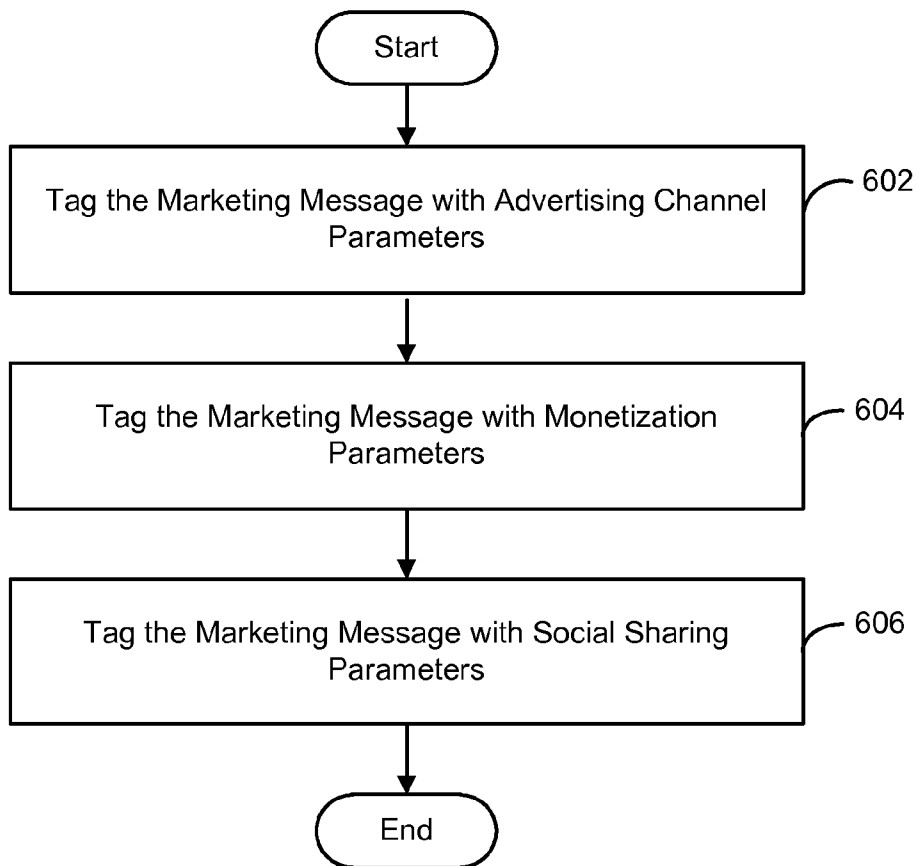 Start
Tag the Marketing Message with Advertising Channel
Parameters
602
Tag the Marketing Message with Monetization
Parameters
604
Tag the Marketing Message with Social Sharing
Parameters
606
End